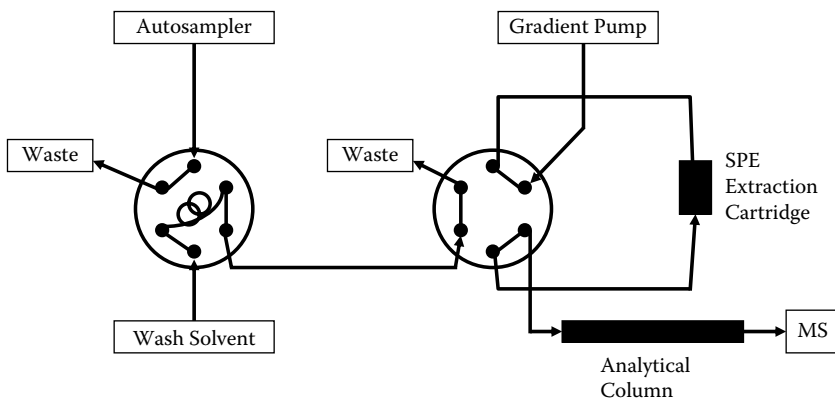 Autosampler
Gradient Pump
Waste
Waste
SPE
Extraction
Cartridge
Wash Solvent
MS
Analytical
Column